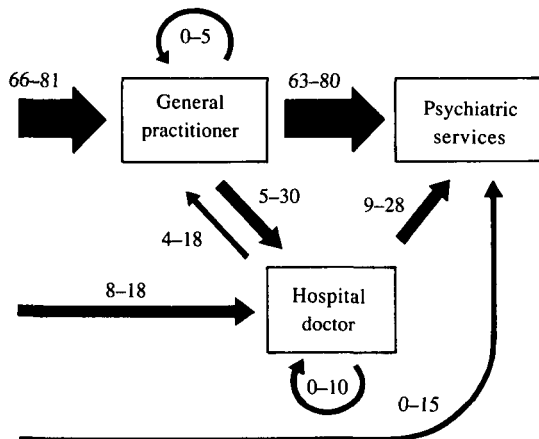 0–5
66–81
63–80
General
practitioner
Psychiatric
services
5–30
9–28
4–18
8–18
Hospital
doctor
0–10
0–15